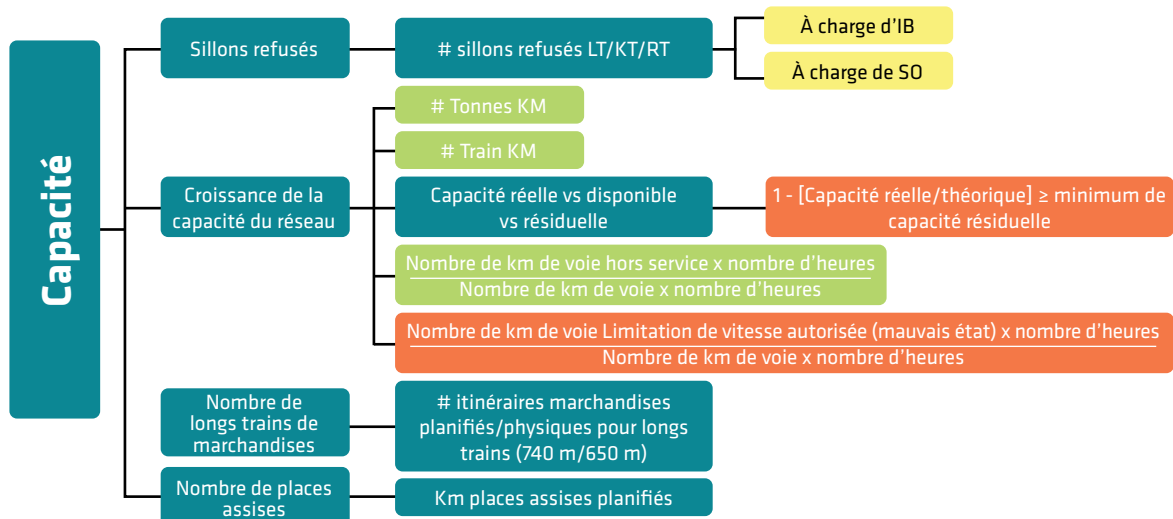 Capacité
Sillons refusés
# sillons refusés LT/KT/RT
À charge d'IB
À charge de SO
Croissance de la
capacité du réseau
# Tonnes KM
# Train KM
Capacité réelle vs disponible
vs résiduelle
1 - [Capacité réelle/théorique] ≥ minimum de
capacité résiduelle
Nombre de km de voie hors service x nombre d'heures
Nombre de km de voie x nombre d'heures
Nombre de km de voie Limitation de vitesse autorisée (mauvais état) x nombre d'heures
Nombre de km de voie x nombre d'heures
Nombre de
longs trains de
marchandises
# itinéraires marchandises
planifiés/physiques pour longs
trains (740 m/650 m)
Nombre de places
assises
Km places assises planifiés